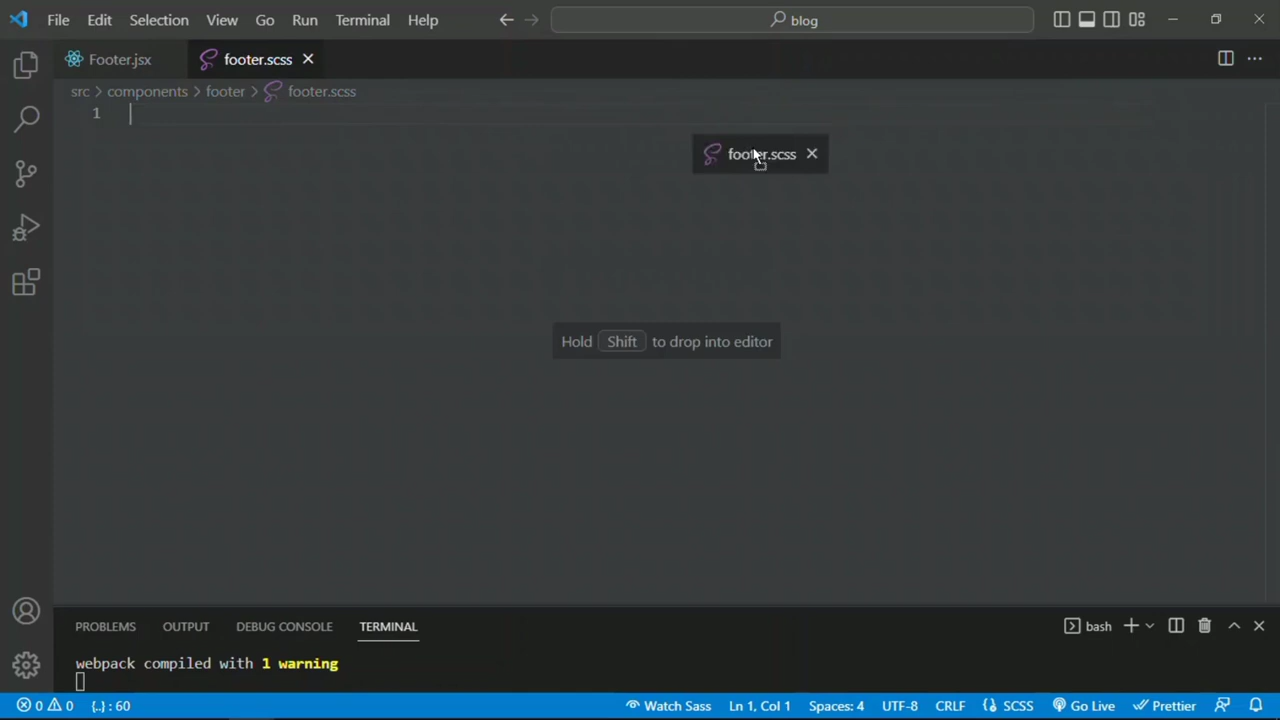 File Edit Selection View Go Run Terminal Help blog
Footer.jsx footer.scss
src > components > footer > footer.scss
1
footer.scss
Hold Shift to drop into editor
PROBLEMS OUTPUT DEBUG CONSOLE TERMINAL bash
webpack compiled with 1 warning
0 0 {..} : 60 Watch Sass Ln 1, Col 1 Spaces: 4 UTF-8 CRLF SCSS Go Live Prettier